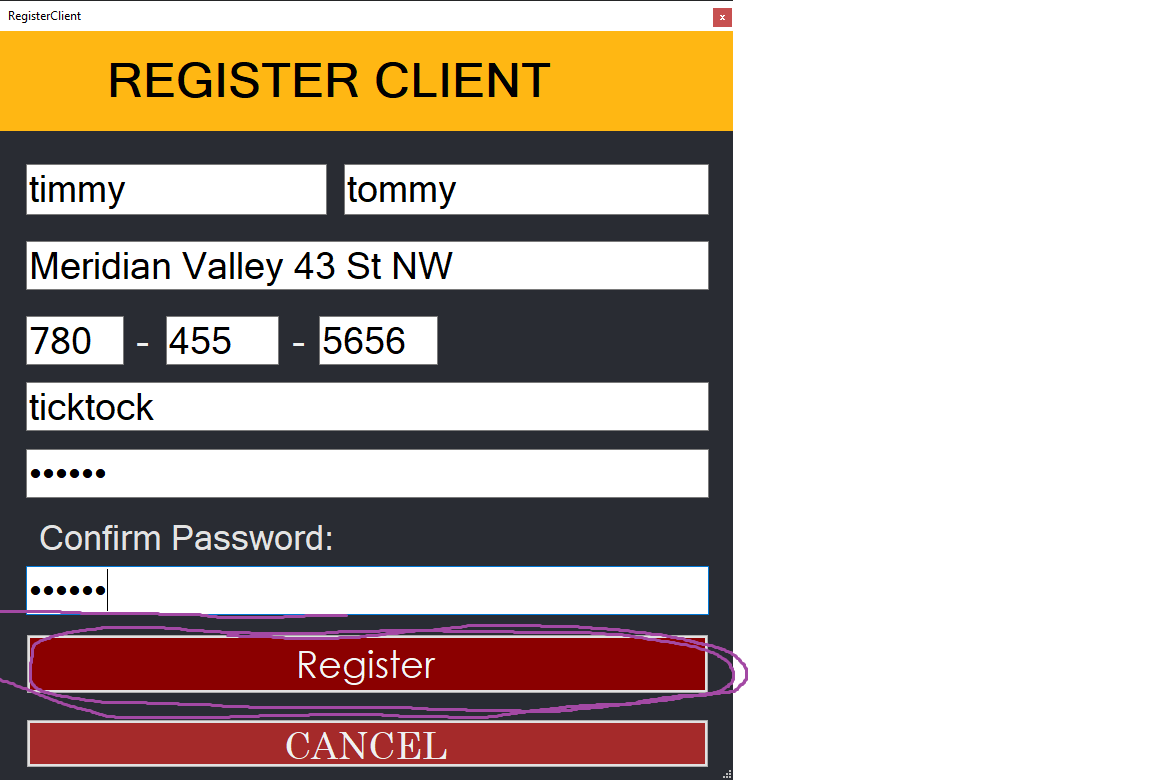 RegisterClient x
REGISTER CLIENT
timmy tommy
Meridian Valley 43 St NW
780 - 455 - 5656
ticktock
••••••
Confirm Password:
••••••
Register
CANCEL